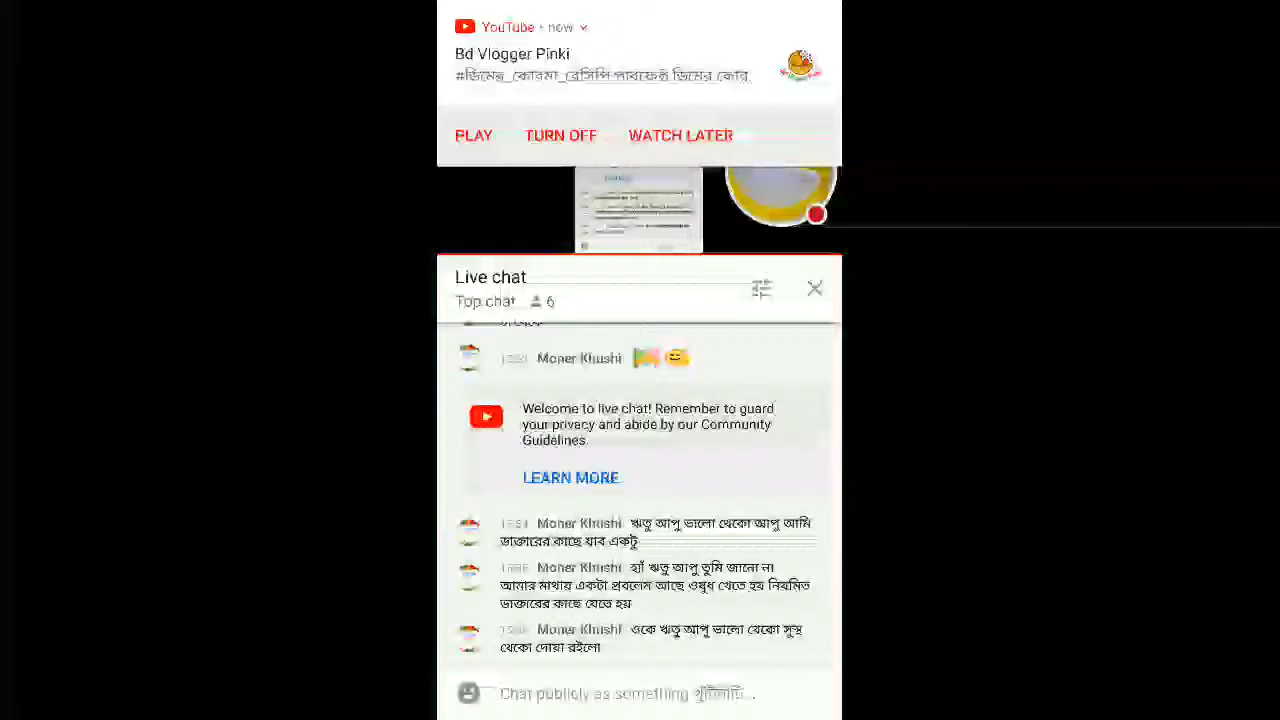 YouTube • now
Bd Vlogger Pinki
#ডিমের_কোরমা_রেসিপি পারফেক্ট ডিমের কোর
PLAY TURN OFF WATCH LATER
Live chat
Top chat 6
Moner Khushi
Welcome to live chat! Remember to guard
your privacy and abide by our Community
Guidelines.
LEARN MORE
Moner Khushi ঋতু আপু ভালো থেকো আপু আমি
ডাক্তারের কাছে যাব একটু
Moner Khushi হ্যাঁ ঋতু আপু তুমি জানো না
আমার মাথায় একটা প্রবলেম আছে ওষুধ খেতে হয় নিয়মিত
ডাক্তারের কাছে যেতে হয়
Moner Khushi ওকে ঋতু আপু ভালো থেকো সুস্থ
থেকো দোয়া রইলো
Chat publicly as something